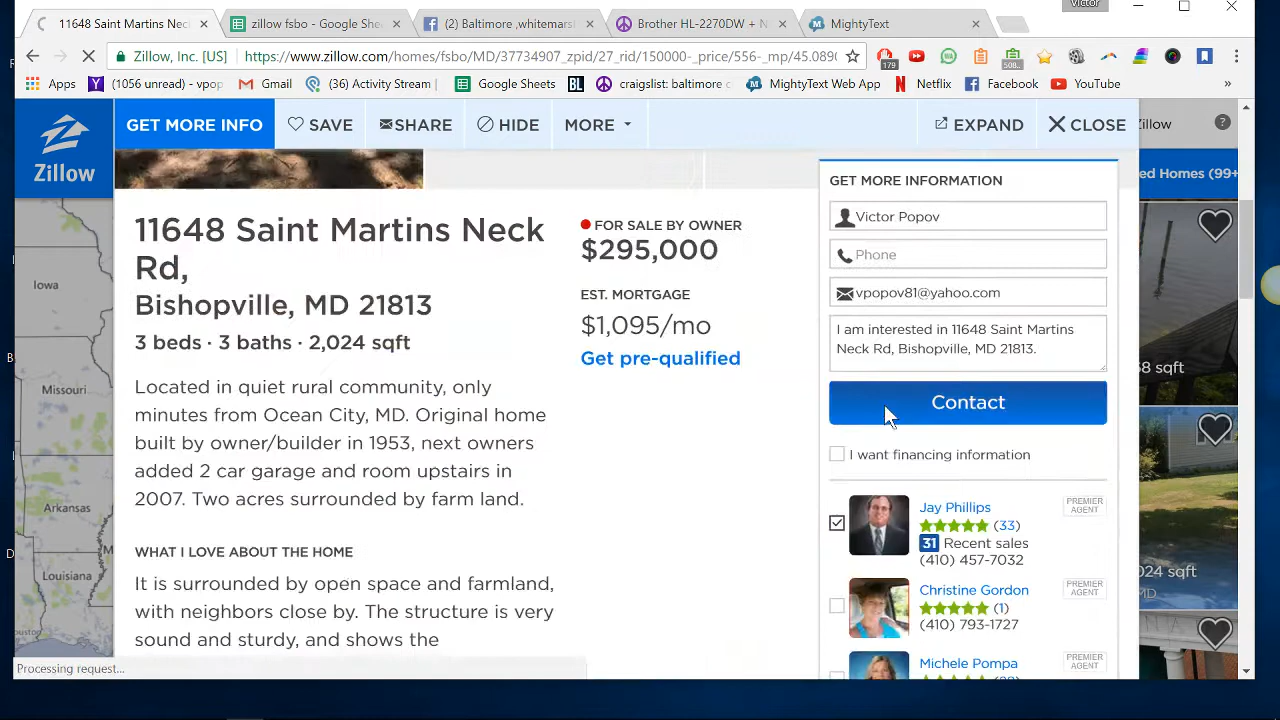 Victor
11648 Saint Martins Nec
zillow fsbo - Google She
(2) Baltimore ,whitemars
Brother HL-2270DW + N
MightyText
Zillow, Inc. [US]
https://www.zillow.com/homes/fsbo/MD/37734907_zpid/27_rid/150000-_price/556-_mp/45.089
179
508..
Apps
(1056 unread) - vpop
Gmail
(36) Activity Stream |
Google Sheets
BL
craigslist: baltimore c
MightyText Web App
Netflix
Facebook
YouTube
»
Zillow
GET MORE INFO
SAVE
SHARE
HIDE
MORE
EXPAND
CLOSE
Zillow
ed Homes (99+
Iowa
Missouri
Arkansas
Louisiana
11648 Saint Martins Neck
Rd,
Bishopville, MD 21813
3 beds · 3 baths · 2,024 sqft
Located in quiet rural community, only
minutes from Ocean City, MD. Original home
built by owner/builder in 1953, next owners
added 2 car garage and room upstairs in
2007. Two acres surrounded by farm land.
WHAT I LOVE ABOUT THE HOME
It is surrounded by open space and farmland,
with neighbors close by. The structure is very
sound and sturdy, and shows the
FOR SALE BY OWNER
$295,000
EST. MORTGAGE
$1,095/mo
Get pre-qualified
GET MORE INFORMATION
Victor Popov
Phone
vpopov81@yahoo.com
I am interested in 11648 Saint Martins
Neck Rd, Bishopville, MD 21813.
Contact
I want financing information
Jay Phillips
PREMIER
AGENT
(33)
31 Recent sales
(410) 457-7032
Christine Gordon
PREMIER
AGENT
(1)
(410) 793-1727
Michele Pompa
PREMIER
AGENT
68 sqft
024 sqft
MD
Processing request...